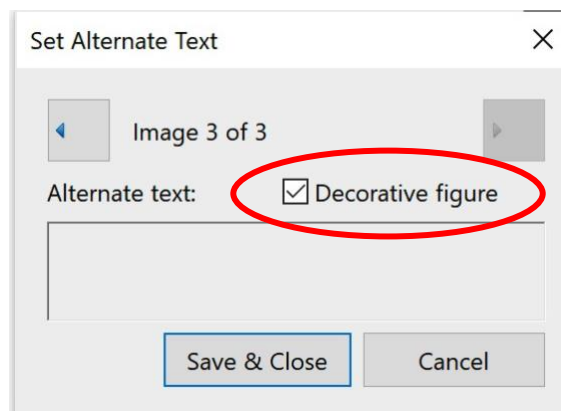 Set Alternate Text
Image 3 of 3
Alternate text: Decorative figure
Save & Close Cancel